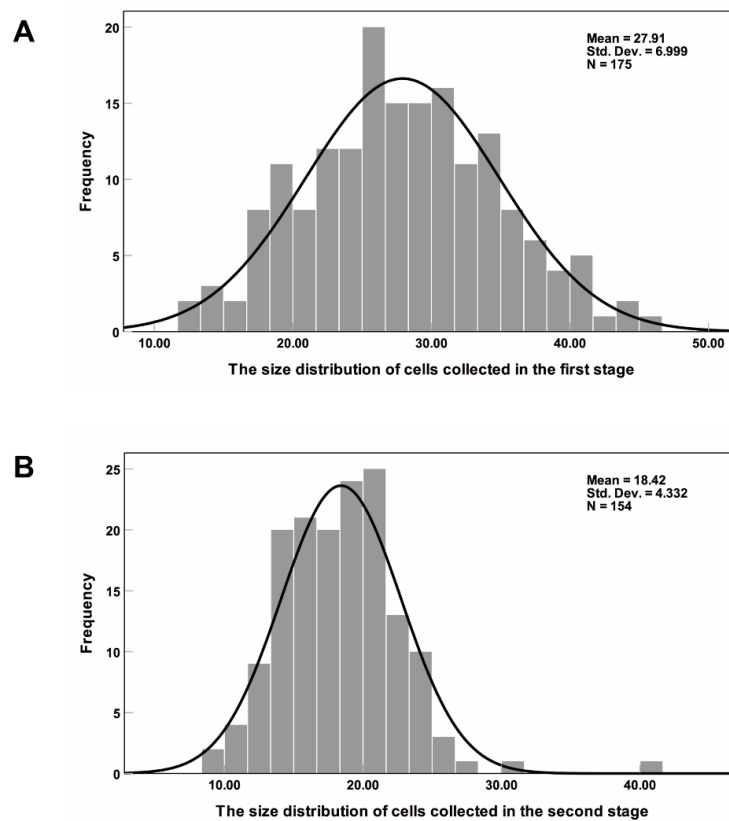 A
Mean = 27.91
Std. Dev. = 6.999
N = 175
Frequency
20
15
10
5
0
10.00 20.00 30.00 40.00 50.00
The size distribution of cells collected in the first stage
B
Mean = 18.42
Std. Dev. = 4.332
N = 154
Frequency
25
20
15
10
5
0
10.00 20.00 30.00 40.00
The size distribution of cells collected in the second stage